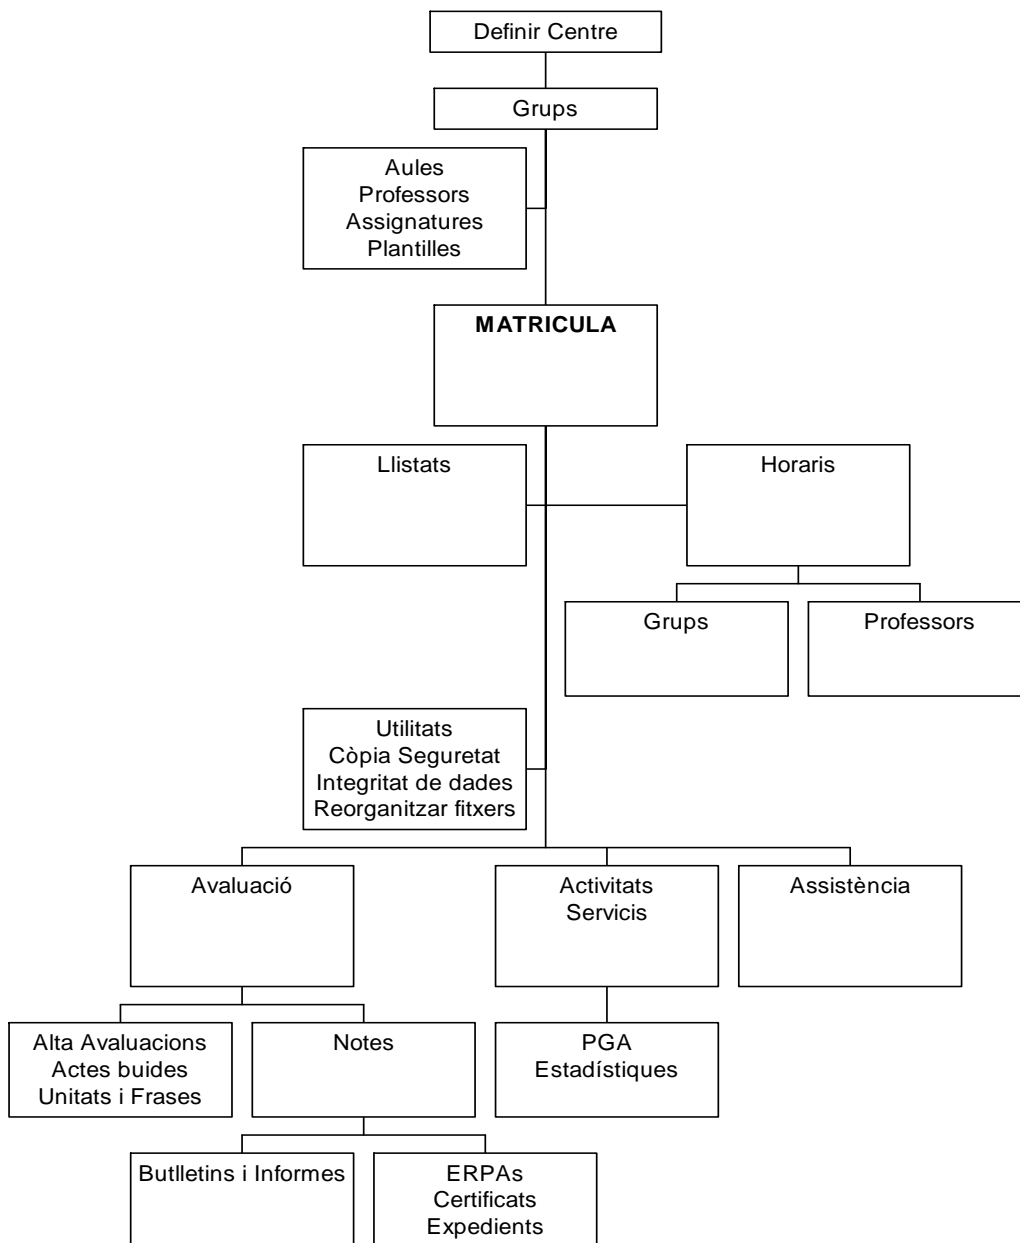 Definir Centre
Grups
Aules
Professors
Assignatures
Plantilles
MATRICULA
Llistats
Horaris
Grups
Professors
Utilitats
Còpia Seguretat
Integritat de dades
Reorganitzar fitxers
Avaluació
Activitats
Servicis
Assistència
Alta Avaluacions
Actes buides
Unitats i Frases
Notes
PGA
Estadístiques
Butlletins i Informes
ERPAs
Certificats
Expedients